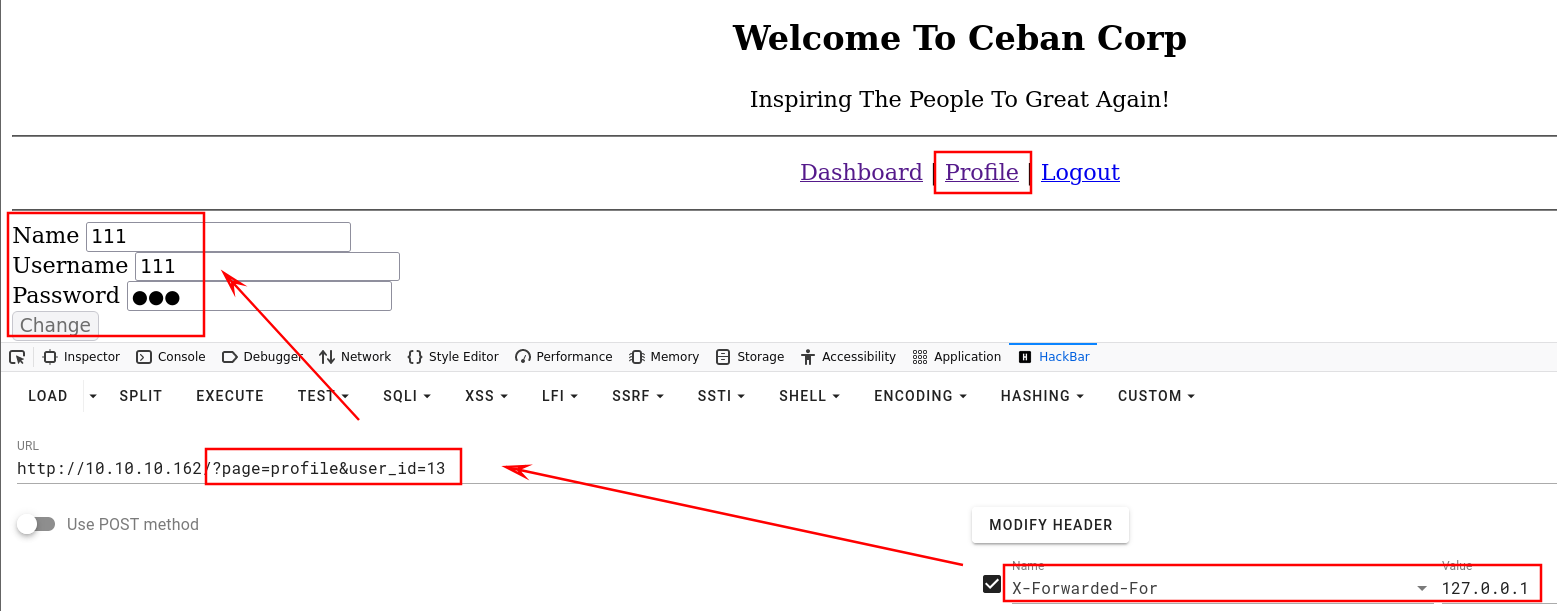 Welcome To Ceban Corp
Inspiring The People To Great Again!
Dashboard | Profile | Logout
Name 111
Username 111
Password ●●●
Change
Inspector Console Debugger Network Style Editor Performance Memory Storage Accessibility Application HackBar
LOAD SPLIT EXECUTE TEST SQLI XSS LFI SSRF SSTI SHELL ENCODING HASHING CUSTOM
URL
http://10.10.10.162/?page=profile&user_id=13
Use POST method
MODIFY HEADER
Name Value
X-Forwarded-For 127.0.0.1